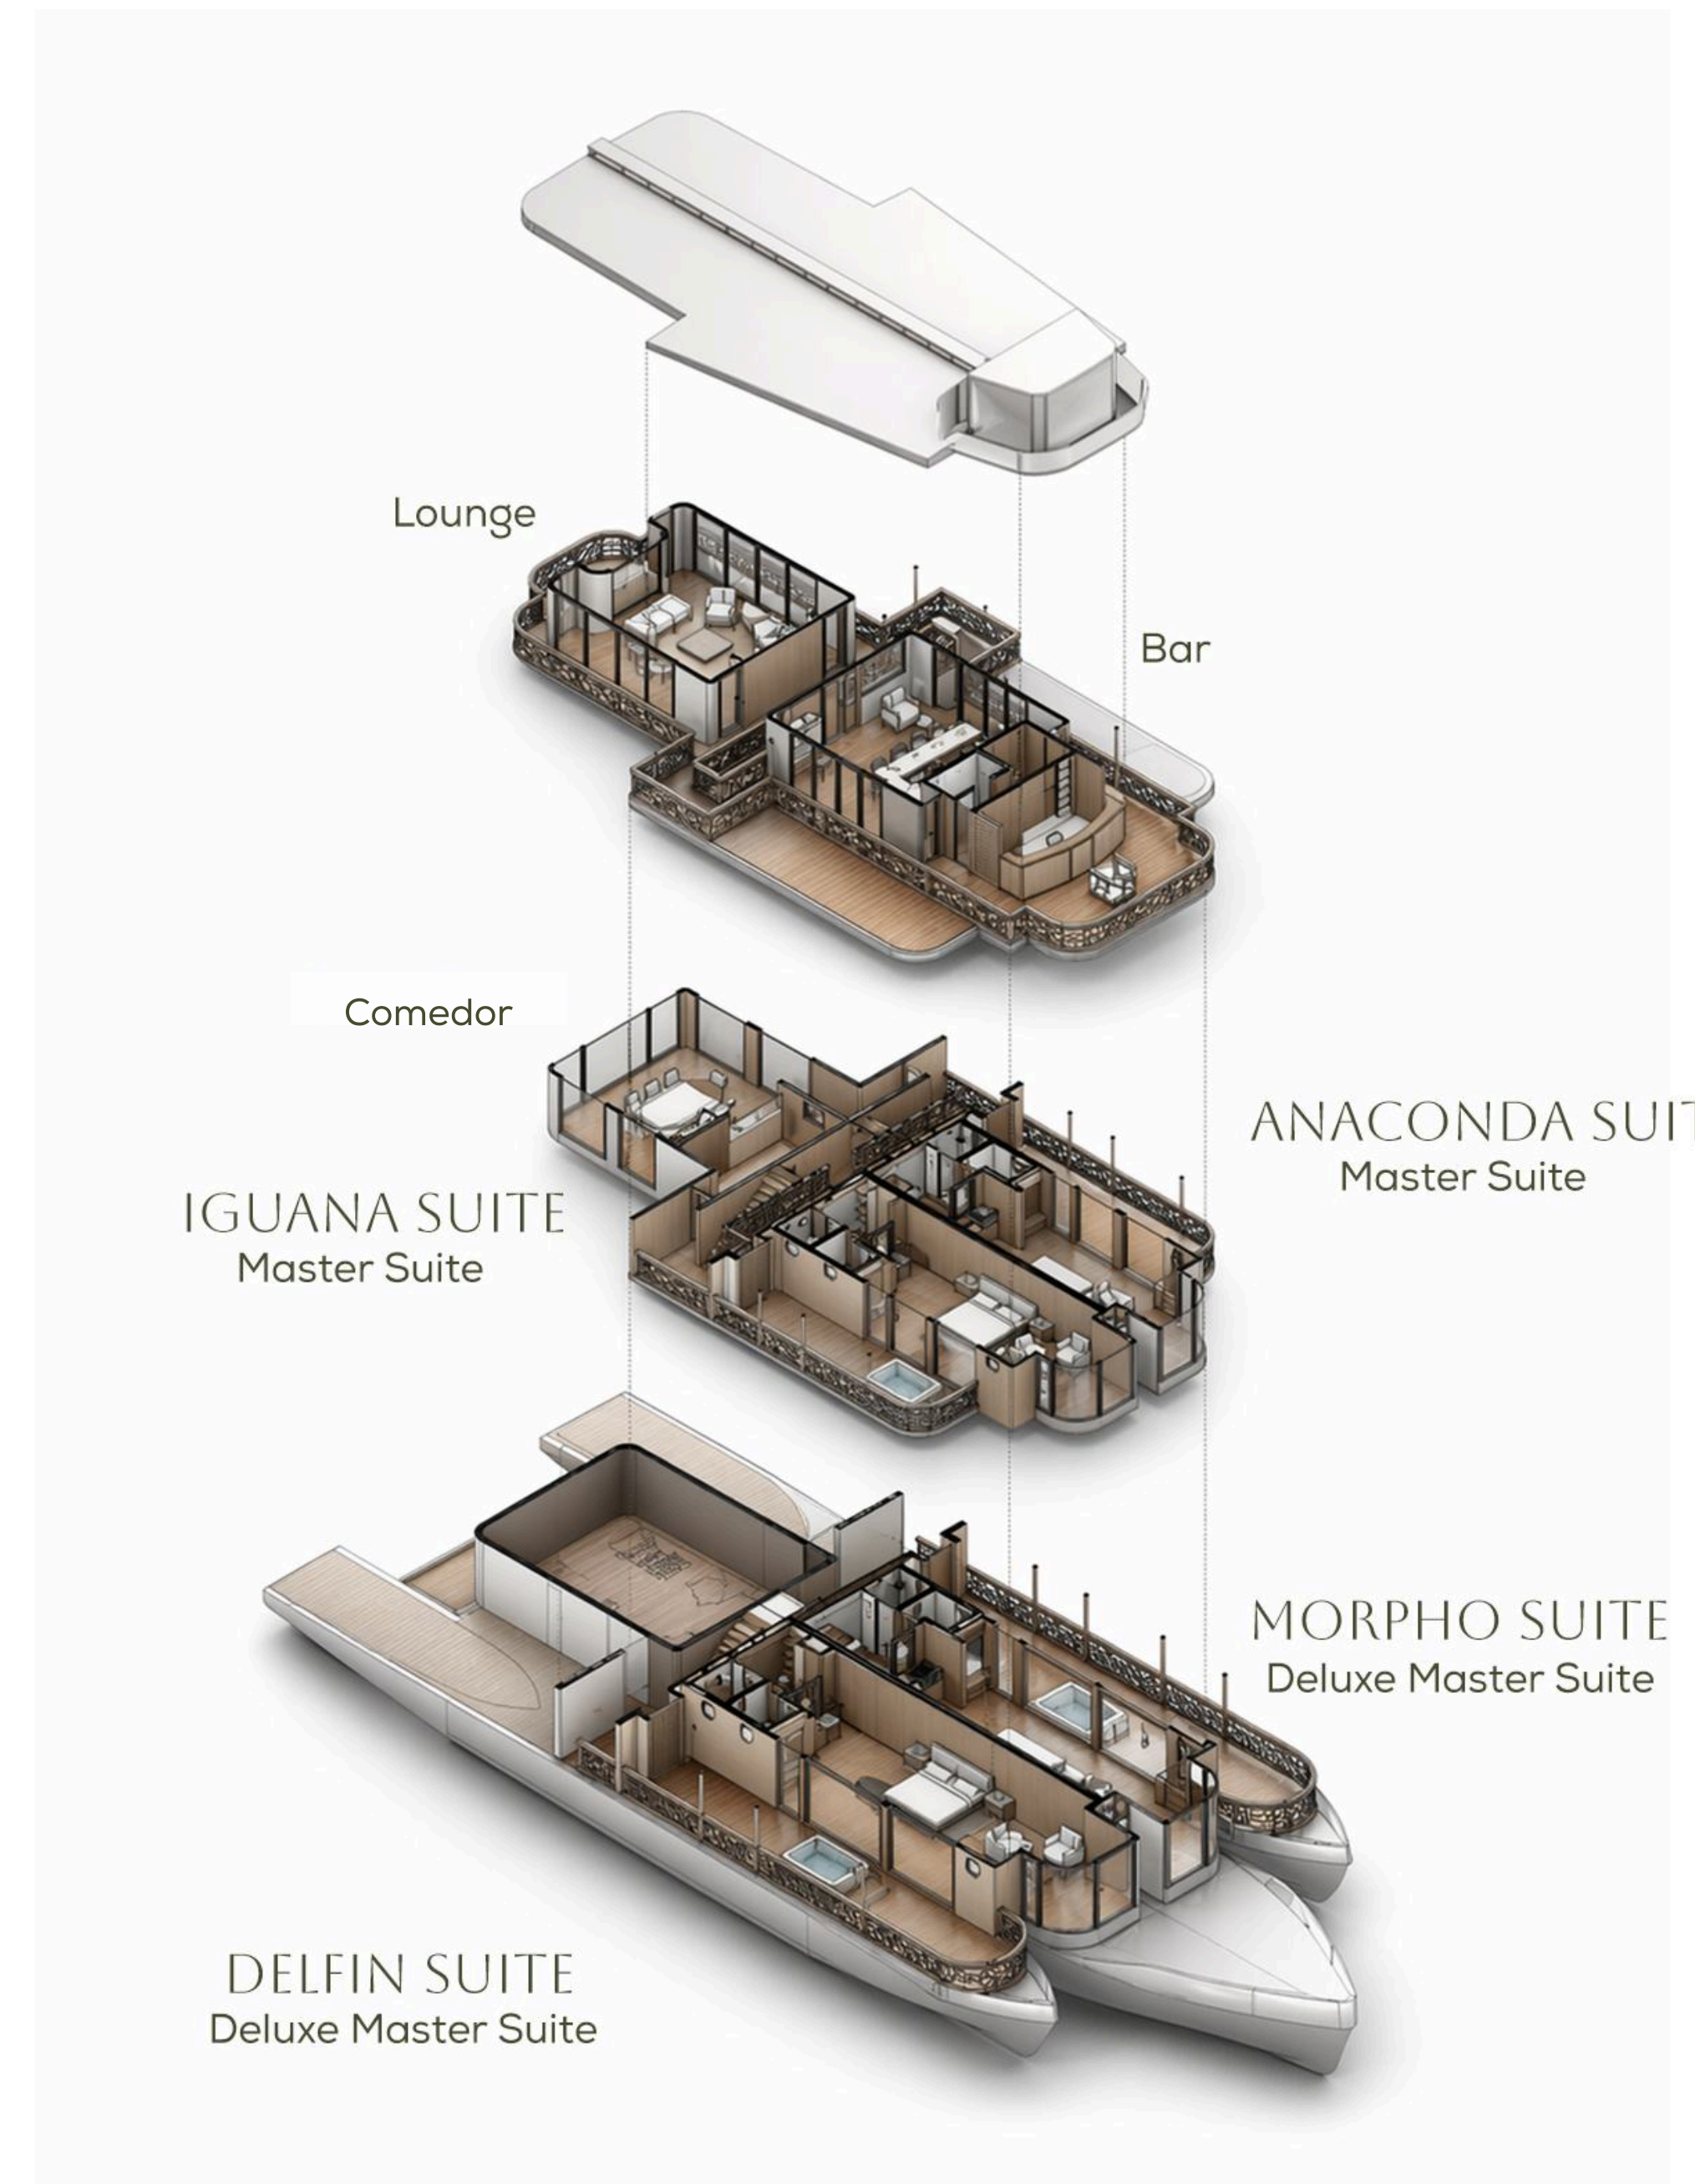 Lounge
Bar
Comedor
ANACONDA SUIT
Master Suite
IGUANA SUITE
Master Suite
MORPHO SUITE
Deluxe Master Suite
DELFIN SUITE
Deluxe Master Suite